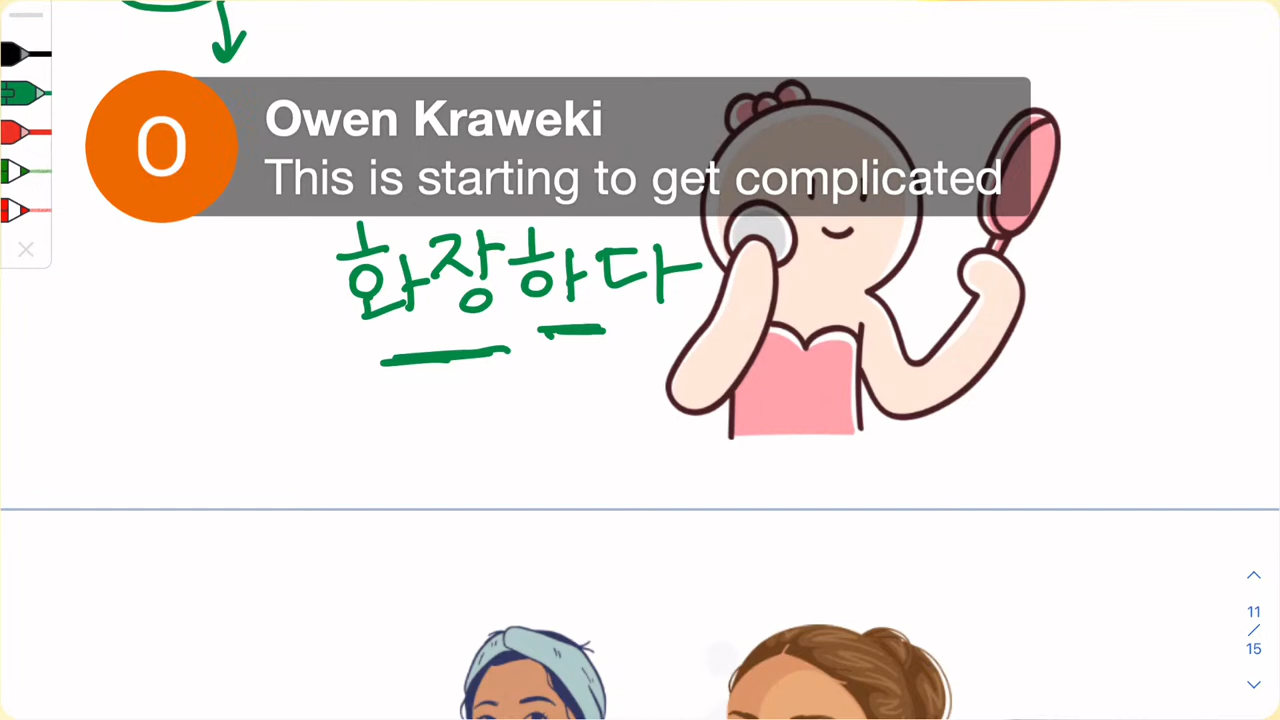 O
Owen Kraweki
This is starting to get complicated
화장하다
11
/
15